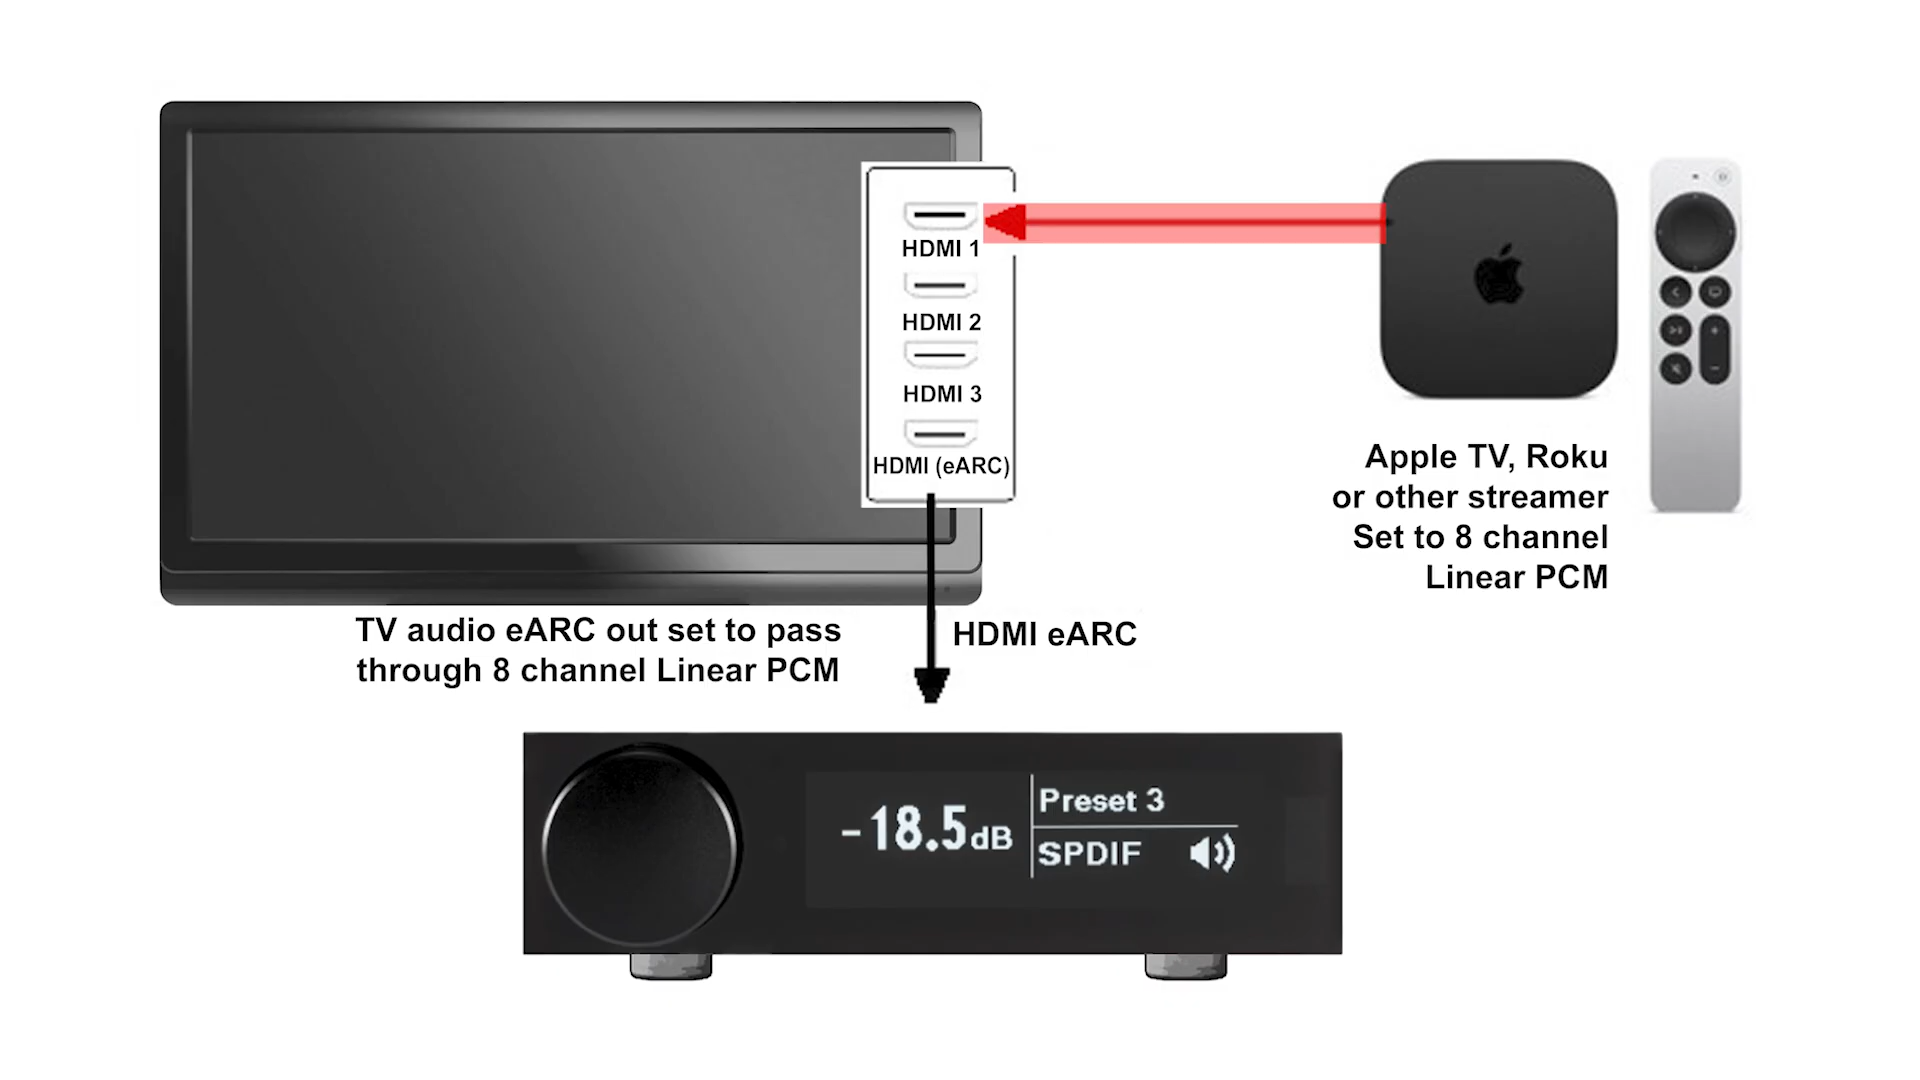 HDMI 1
HDMI 2
HDMI 3
HDMI (eARC)
Apple TV, Roku
or other streamer
Set to 8 channel
Linear PCM
TV audio eARC out set to pass
through 8 channel Linear PCM
HDMI eARC
-18.5dB
Preset 3
SPDIF